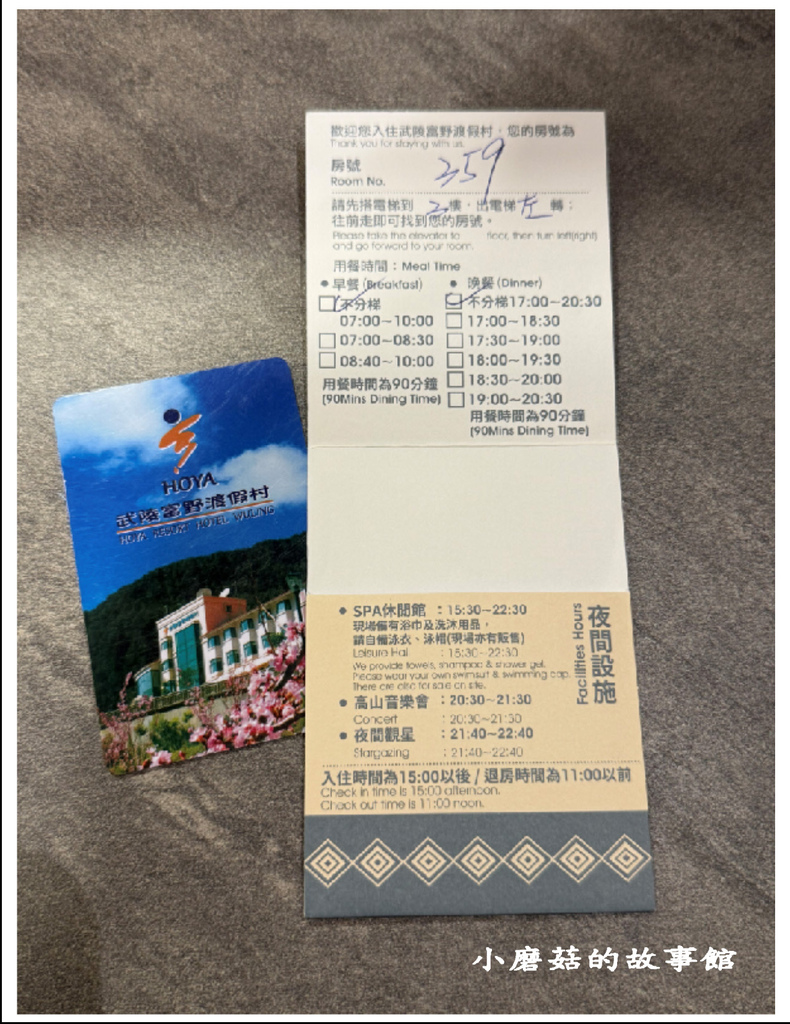 歡迎您入住武陵富野渡假村，您的房號為
Thank you for staying with us.
房號
Room No.
359
請先搭電梯到 2 樓，出電梯 左 轉；
往前走即可找到您的房號。
Please take the elevator to floor, then turn left(right)
and go forward to your room.
用餐時間：Meal Time
● 早餐 (Breakfast)
不分梯
07:00~10:00
07:00~08:30
08:40~10:00
用餐時間為90分鐘
(90Mins Dining Time)
● 晚餐 (Dinner)
不分梯17:00~20:30
17:00~18:30
17:30~19:00
18:00~19:30
18:30~20:00
19:00~20:30
用餐時間為90分鐘
(90Mins Dining Time)
HOYA
武陵富野渡假村
HOYA RESORT HOTEL WULING
夜間設施
Facilities Hours
● SPA休閒館 ：15:30~22:30
現場備有浴巾及洗沐用品，
請自備泳衣、泳帽(現場亦有販售)
Leisure Hall : 15:30~22:30
We provide towels, shampoo & shower gel.
Please wear your own swimsuit & swimming cap.
There are also for sale on site.
● 高山音樂會 ：20:30~21:30
Concert : 20:30~21:30
● 夜間觀星 ：21:40~22:40
Stargazing : 21:40~22:40
入住時間為15:00以後 / 退房時間為11:00以前
Check in time is 15:00 afternoon.
Check out time is 11:00 noon.
小磨菇的故事館